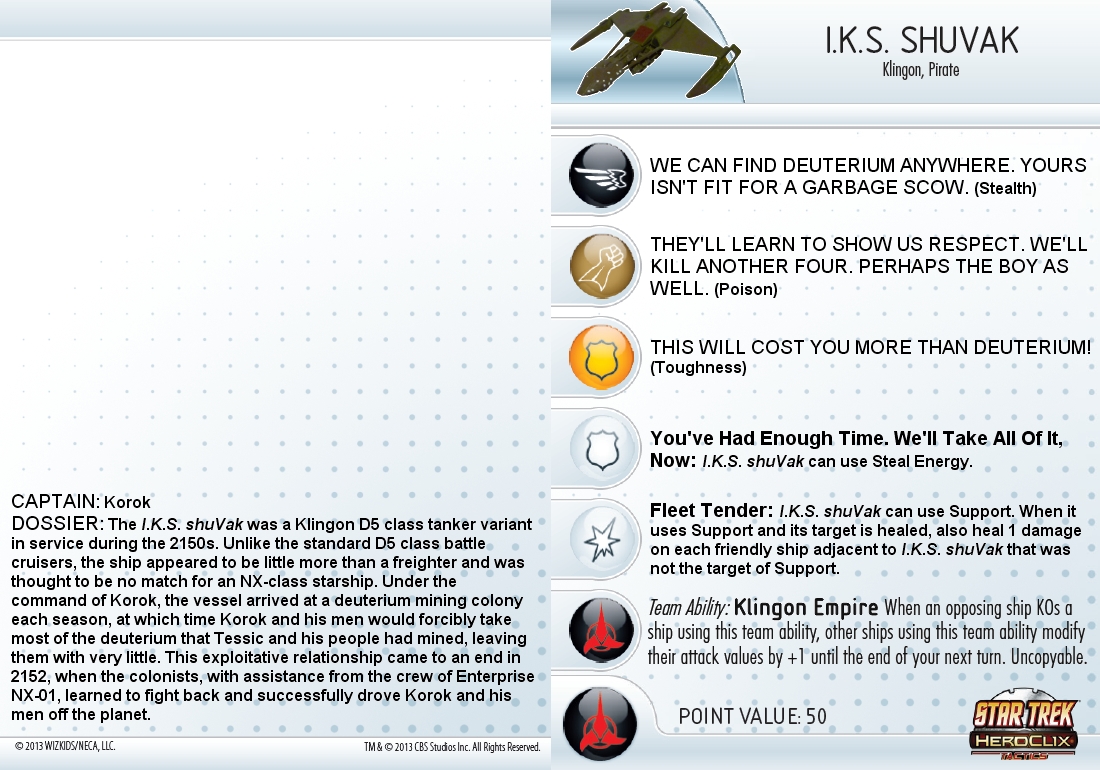 CAPTAIN: Korok
DOSSIER: The I.K.S. shuVak was a Klingon D5 class tanker variant
in service during the 2150s. Unlike the standard D5 class battle
cruisers, the ship appeared to be little more than a freighter and was
thought to be no match for an NX-class starship. Under the
command of Korok, the vessel arrived at a deuterium mining colony
each season, at which time Korok and his men would forcibly take
most of the deuterium that Tessic and his people had mined, leaving
them with very little. This exploitative relationship came to an end in
2152, when the colonists, with assistance from the crew of Enterprise
NX-01, learned to fight back and successfully drove Korok and his
men off the planet.
© 2013 WIZKIDS/NECA, LLC.
TM & © 2013 CBS Studios Inc. All Rights Reserved.
I.K.S. SHUVAK
Klingon, Pirate
WE CAN FIND DEUTERIUM ANYWHERE. YOURS
ISN'T FIT FOR A GARBAGE SCOW. (Stealth)
THEY'LL LEARN TO SHOW US RESPECT. WE'LL
KILL ANOTHER FOUR. PERHAPS THE BOY AS
WELL. (Poison)
THIS WILL COST YOU MORE THAN DEUTERIUM!
(Toughness)
You've Had Enough Time. We'll Take All Of It,
Now: I.K.S. shuVak can use Steal Energy.
Fleet Tender: I.K.S. shuVak can use Support. When it
uses Support and its target is healed, also heal 1 damage
on each friendly ship adjacent to I.K.S. shuVak that was
not the target of Support.
Team Ability: Klingon Empire When an opposing ship KOs a
ship using this team ability, other ships using this team ability modify
their attack values by +1 until the end of your next turn. Uncopyable.
POINT VALUE: 50
STAR TREK
HEROCLIX
TACTICS